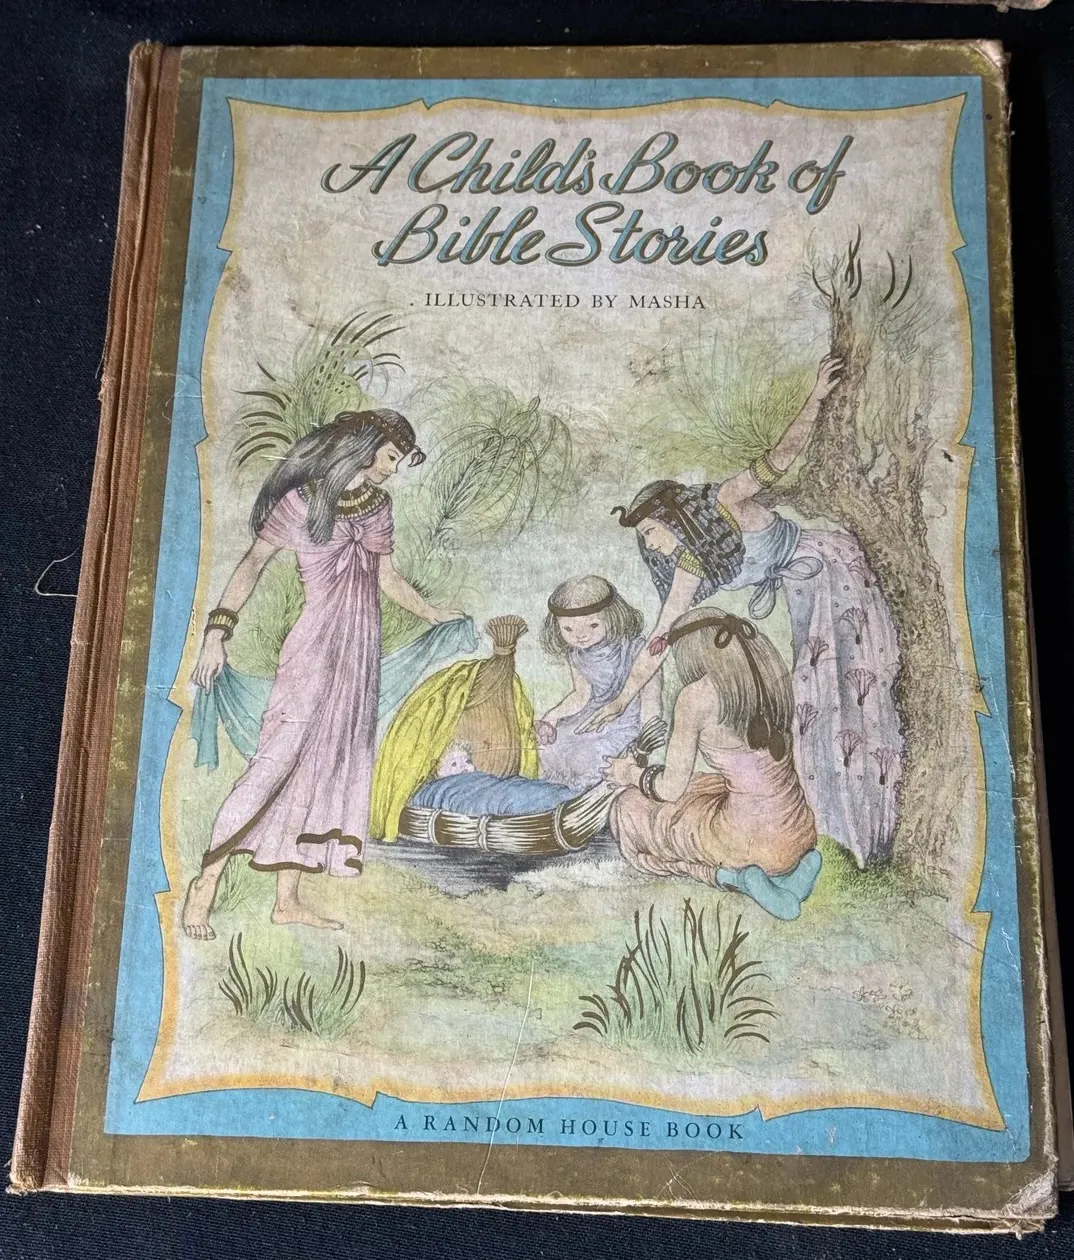 A Child's Book of
Bible Stories
ILLUSTRATED BY MASHA
A RANDOM HOUSE BOOK